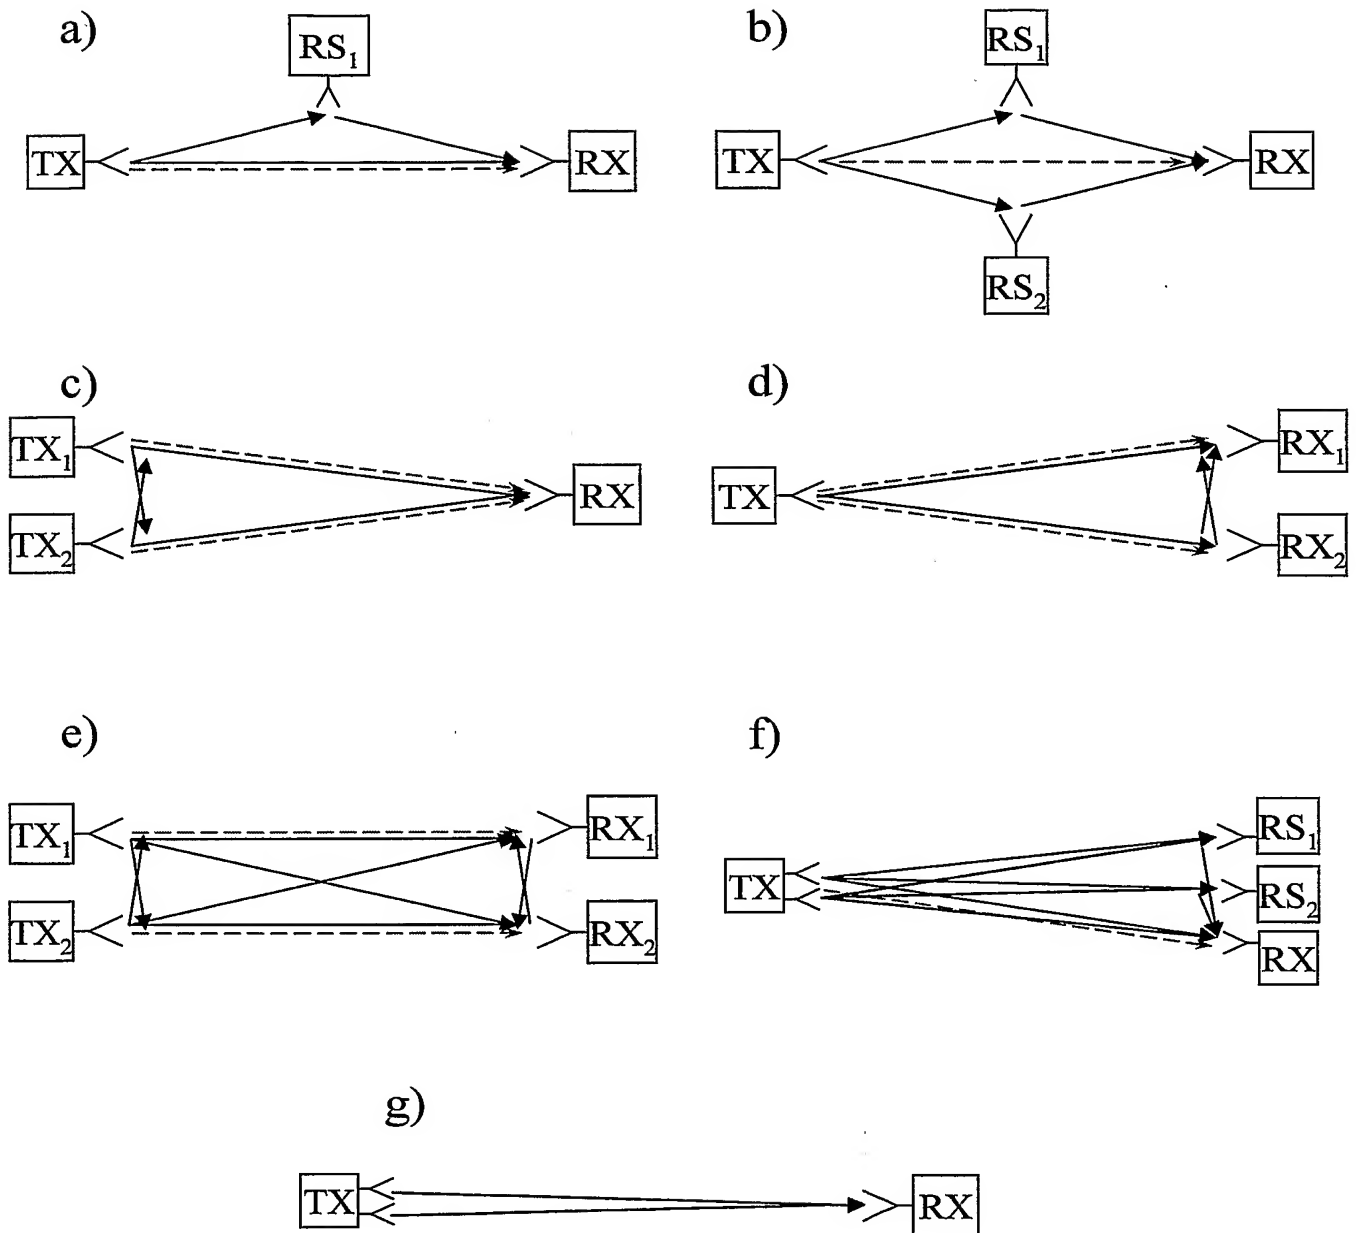 a)
RS₁
TX
RX
b)
RS₁
TX
RX
RS₂
c)
TX₁
TX₂
RX
d)
TX
RX₁
RX₂
e)
TX₁
RX₁
TX₂
RX₂
f)
TX
RS₁
RS₂
RX
g)
TX
RX